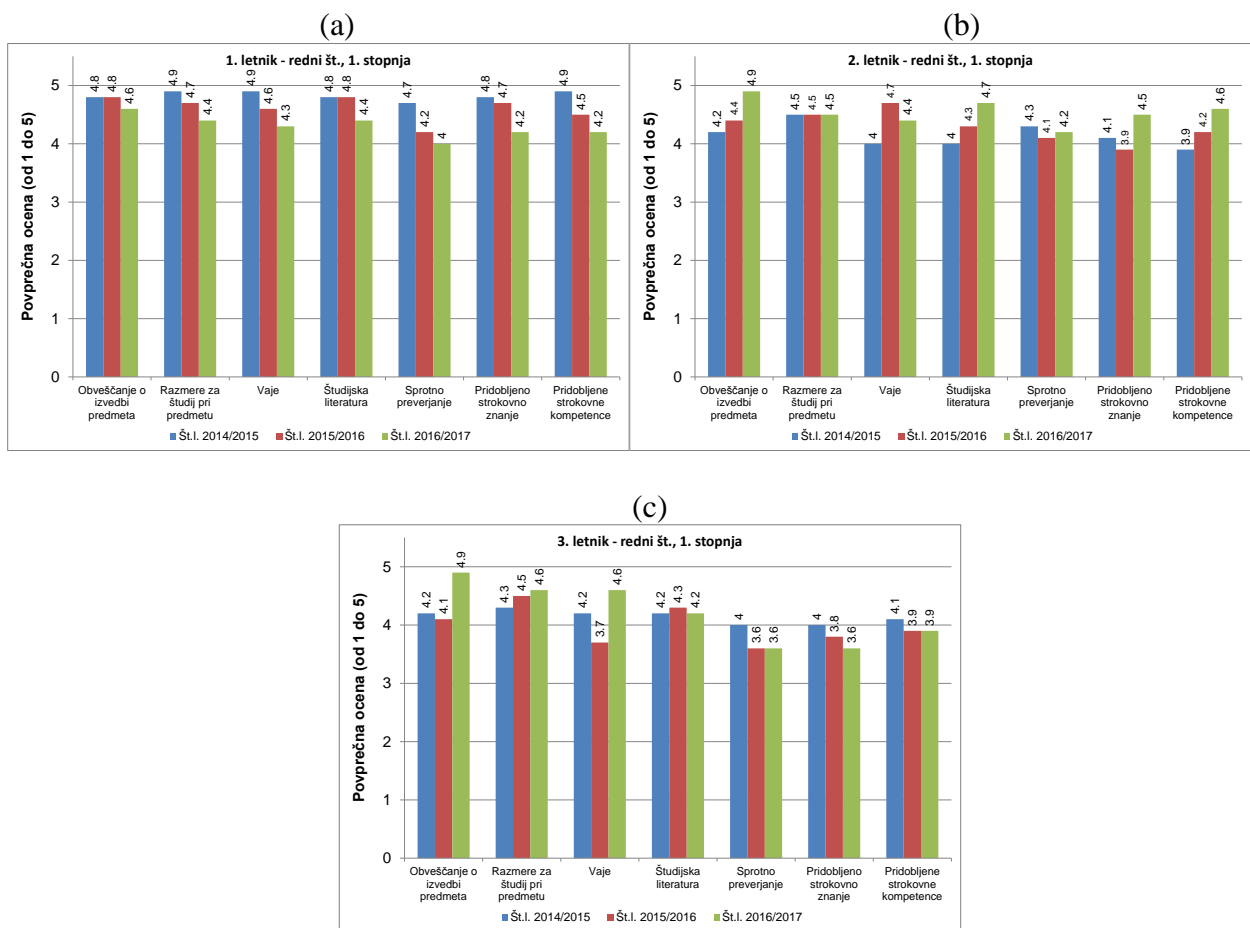 (a)
1. letnik - redni št., 1. stopnja
Povprečna ocena (od 1 do 5)
5
4
3
2
1
0
4.8 4.8 4.6
4.9 4.7 4.4
4.9 4.6 4.3
4.8 4.8 4.4
4.7 4.2 4
4.8 4.7 4.2
4.9 4.5 4.2
Obveščanje o izvedbi predmeta
Razmere za študij pri predmetu
Vaje
Študijska literatura
Sprotno preverjanje
Pridobljeno strokovno znanje
Pridobljene strokovne kompetence
Št.l. 2014/2015 Št.l. 2015/2016 Št.l. 2016/2017
(b)
2. letnik - redni št., 1. stopnja
Povprečna ocena (od 1 do 5)
5
4
3
2
1
0
4.2 4.4 4.9
4.5 4.5 4.5
4 4.7 4.4
4 4.3 4.7
4.3 4.1 4.2
4.1 3.9 4.5
3.9 4.2 4.6
Obveščanje o izvedbi predmeta
Razmere za študij pri predmetu
Vaje
Študijska literatura
Sprotno preverjanje
Pridobljeno strokovno znanje
Pridobljene strokovne kompetence
Št.l. 2014/2015 Št.l. 2015/2016 Št.l. 2016/2017
(c)
3. letnik - redni št., 1. stopnja
Povprečna ocena (od 1 do 5)
5
4
3
2
1
0
4.2 4.1 4.9
4.3 4.5 4.6
4.2 3.7 4.6
4.2 4.3 4.2
4 3.6 3.6
4 3.8 3.6
4.1 3.9 3.9
Obveščanje o izvedbi predmeta
Razmere za študij pri predmetu
Vaje
Študijska literatura
Sprotno preverjanje
Pridobljeno strokovno znanje
Pridobljene strokovne kompetence
Št.l. 2014/2015 Št.l. 2015/2016 Št.l. 2016/2017